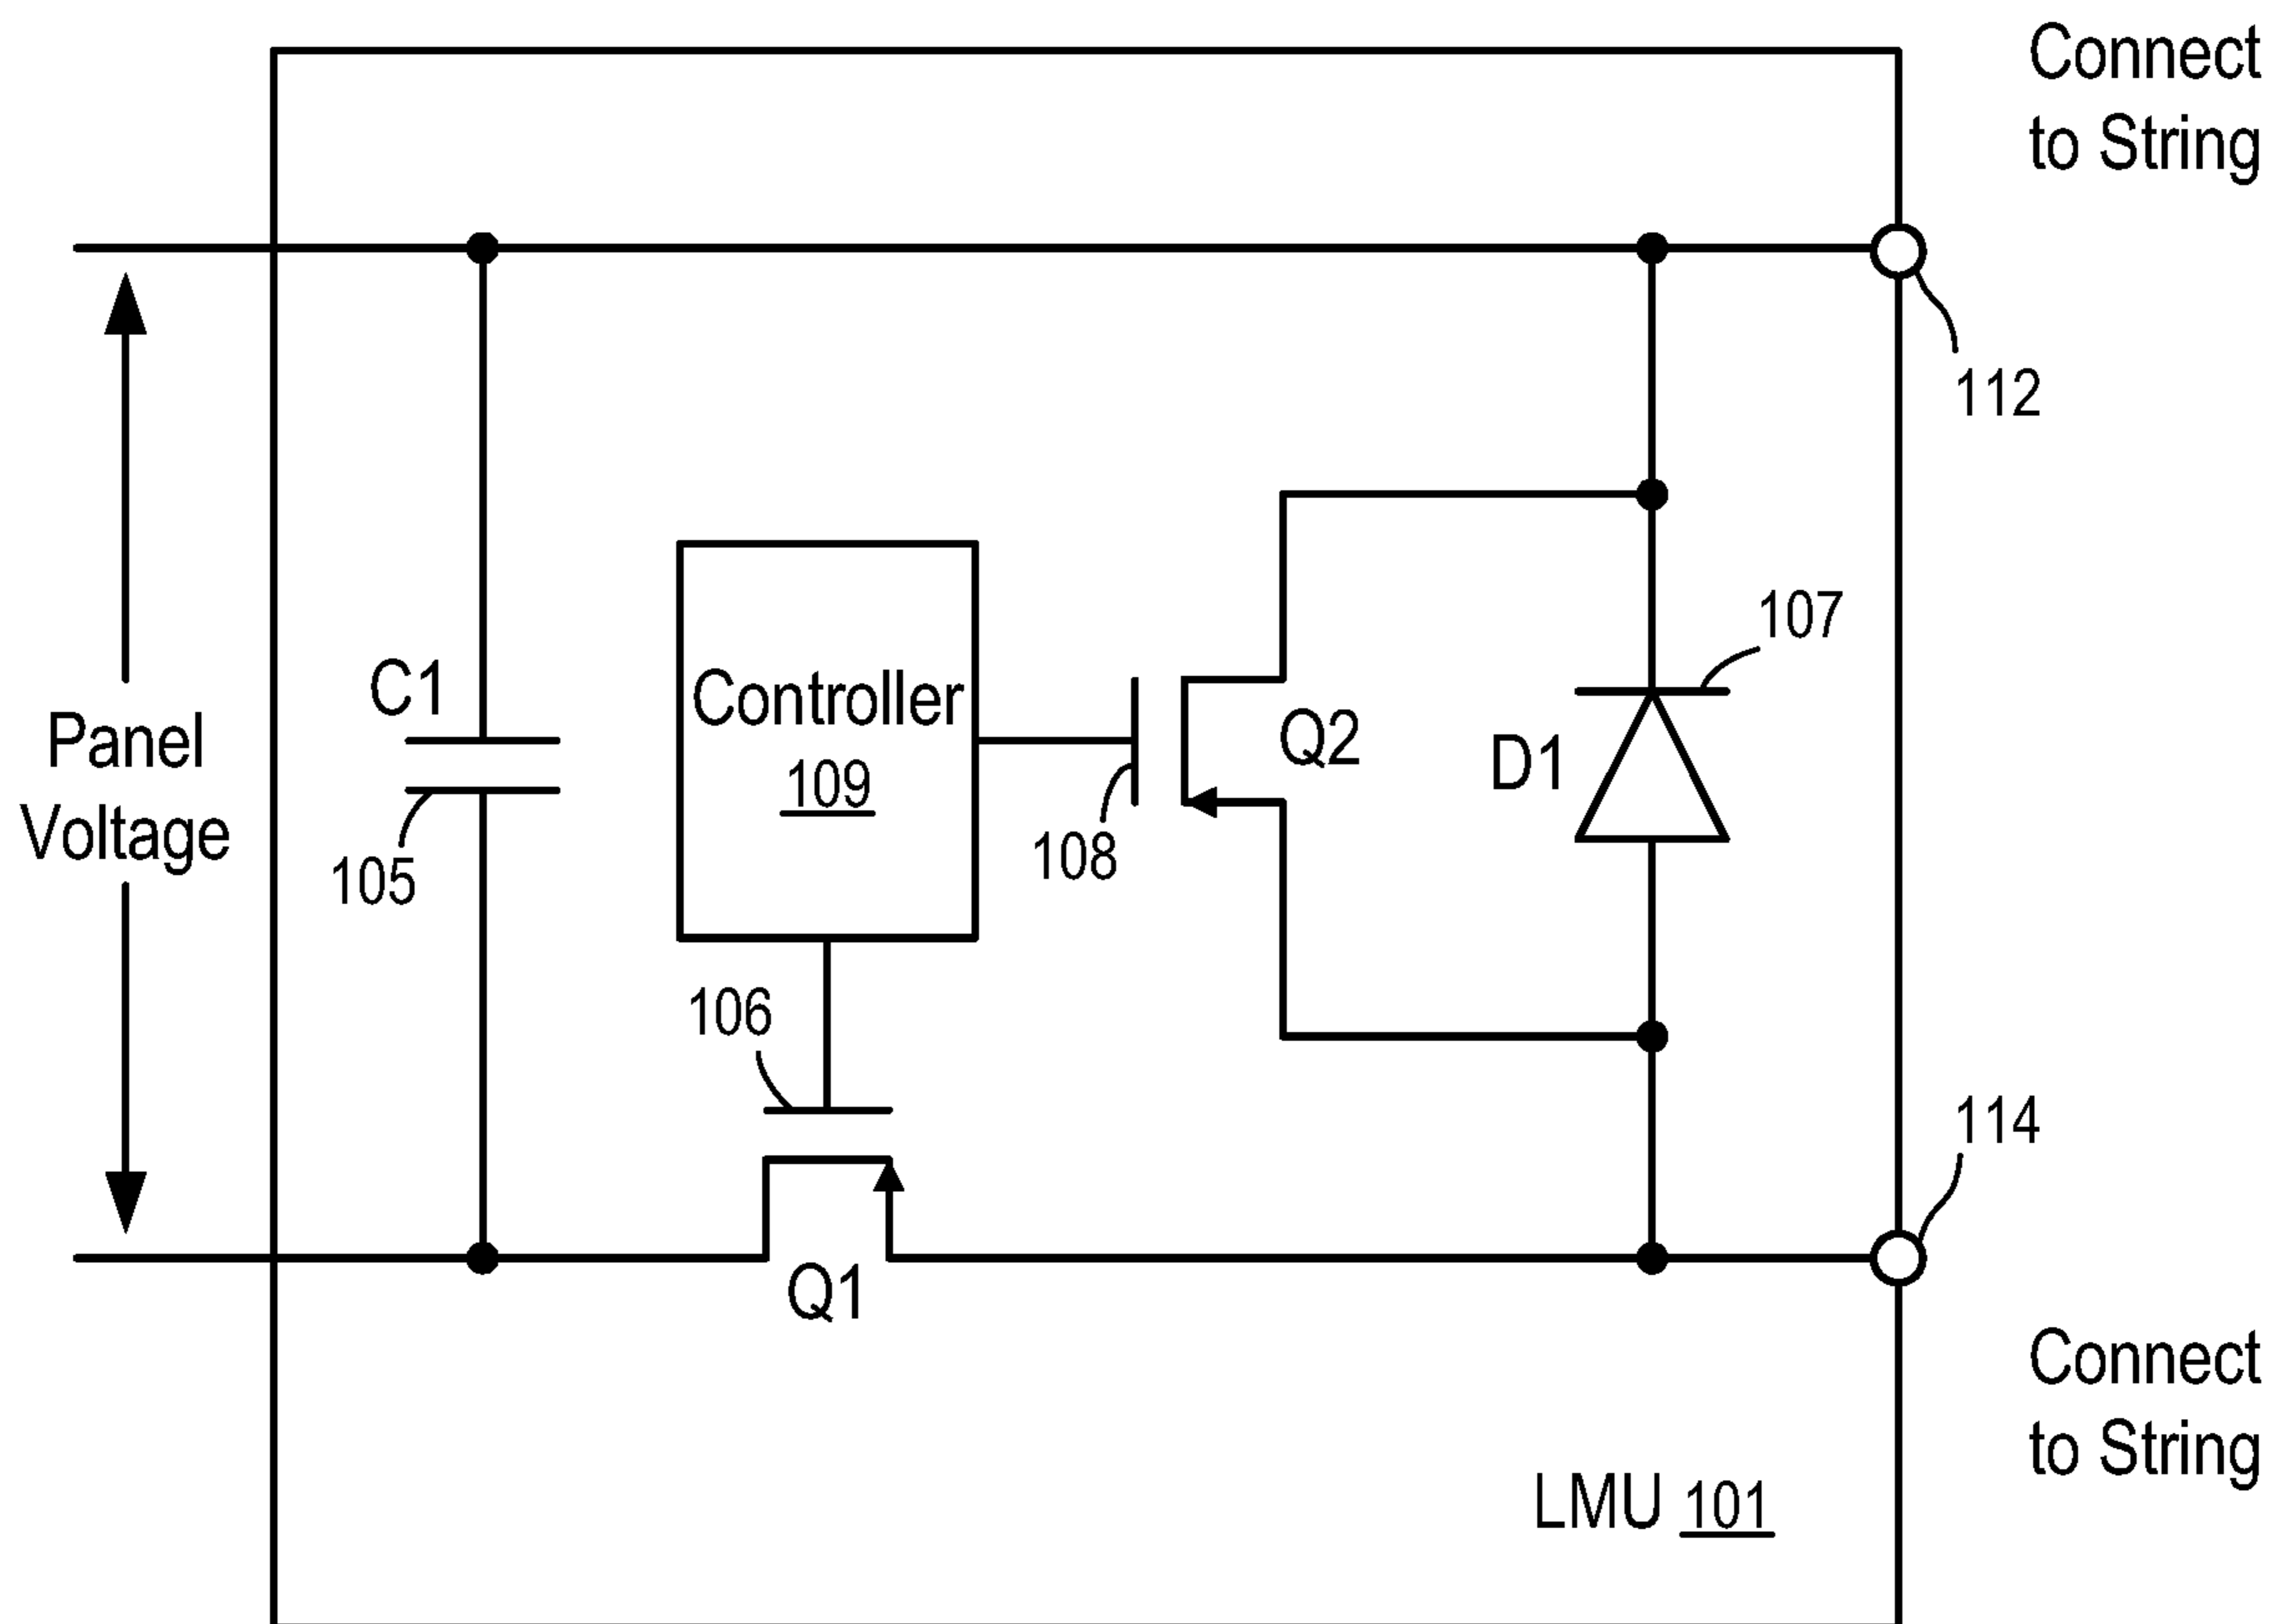 Connect
to String
112
107
C1
Controller
109
Q2
D1
Panel
Voltage
108
105
106
114
Q1
Connect
to String
LMU 101